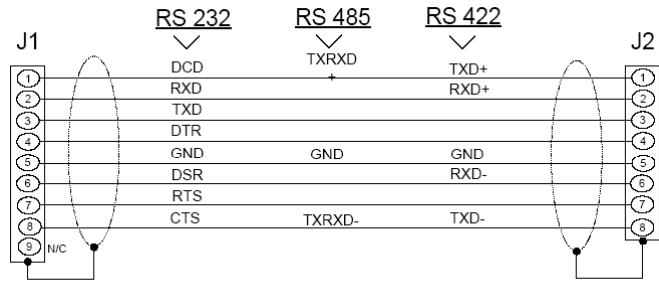 RS 232 RS 485 RS 422
J1 J2
DCD TXRXD TXD+
1 + 1
RXD RXD+
2 2
TXD
3 3
DTR
4 4
GND GND GND
5 5
DSR RXD-
6 6
RTS
7 7
CTS TXRXD- TXD-
8 8
9 N/C